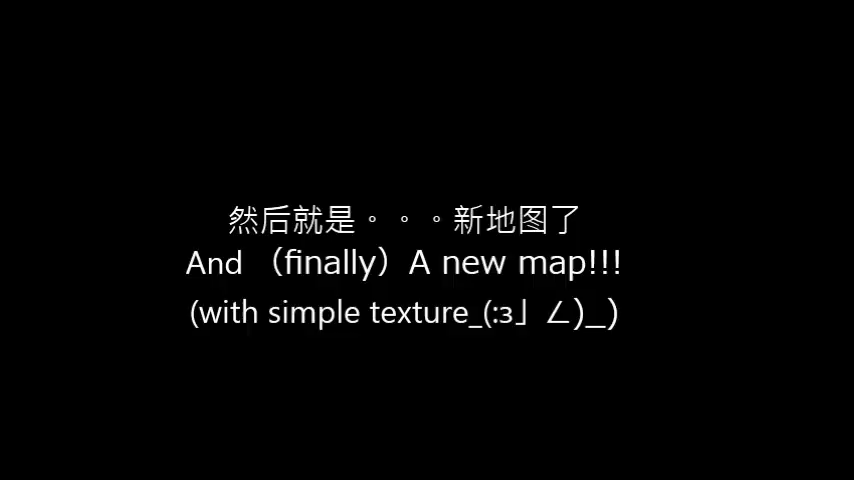 然后就是。。。新地图了
And （finally）A new map!!!
(with simple texture_(:з」∠)_)